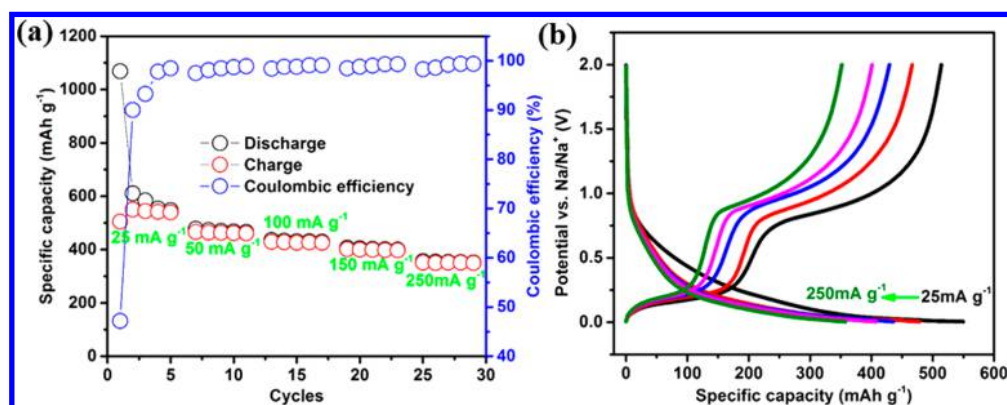 (a)
1200
1000
800
600
400
200
0
Specific capacity (mAh g⁻¹)
0 5 10 15 20 25 30
Cycles
100
90
80
70
60
50
40
Coulombic efficiency (%)
Discharge
Charge
Coulombic efficiency
25 mA g⁻¹
50 mA g⁻¹
100 mA g⁻¹
150 mA g⁻¹
250mA g⁻¹
(b)
2.0
1.5
1.0
0.5
0.0
Potential vs. Na/Na⁺ (V)
250mA g⁻¹ 25mA g⁻¹
0 100 200 300 400 500 600
Specific capacity (mAh g⁻¹)